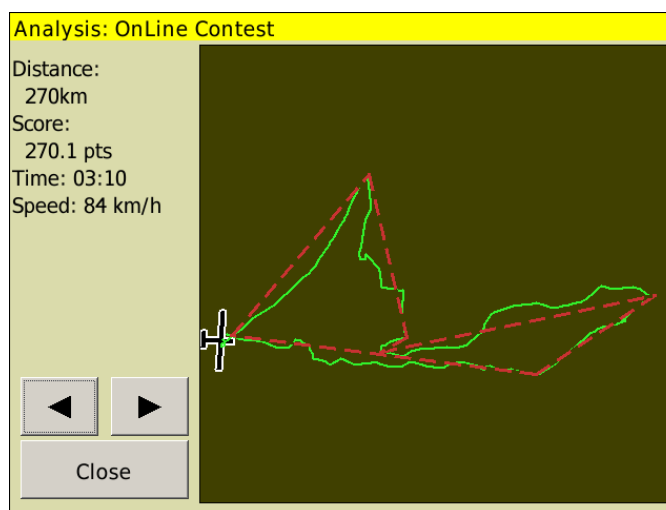 Analysis: OnLine Contest
Distance:
270km
Score:
270.1 pts
Time: 03:10
Speed: 84 km/h
Close